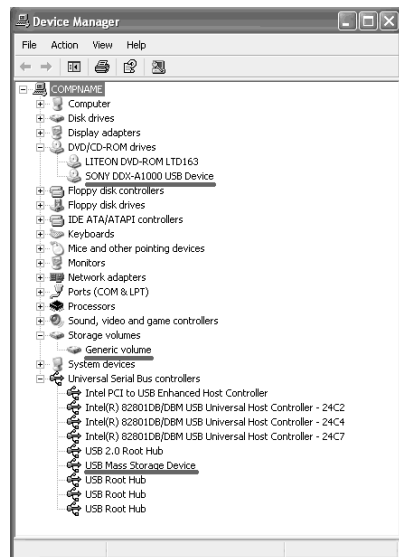 Device Manager
File Action View Help
COMPNAME
Computer
Disk drives
Display adapters
DVD/CD-ROM drives
LITEON DVD-ROM LTD163
SONY DDX-A1000 USB Device
Floppy disk controllers
Floppy disk drives
IDE ATA/ATAPI controllers
Keyboards
Mice and other pointing devices
Monitors
Network adapters
Ports (COM & LPT)
Processors
Sound, video and game controllers
Storage volumes
Generic volume
System devices
Universal Serial Bus controllers
Intel PCI to USB Enhanced Host Controller
Intel(R) 82801DB/DBM USB Universal Host Controller - 24C2
Intel(R) 82801DB/DBM USB Universal Host Controller - 24C4
Intel(R) 82801DB/DBM USB Universal Host Controller - 24C7
USB 2.0 Root Hub
USB Mass Storage Device
USB Root Hub
USB Root Hub
USB Root Hub